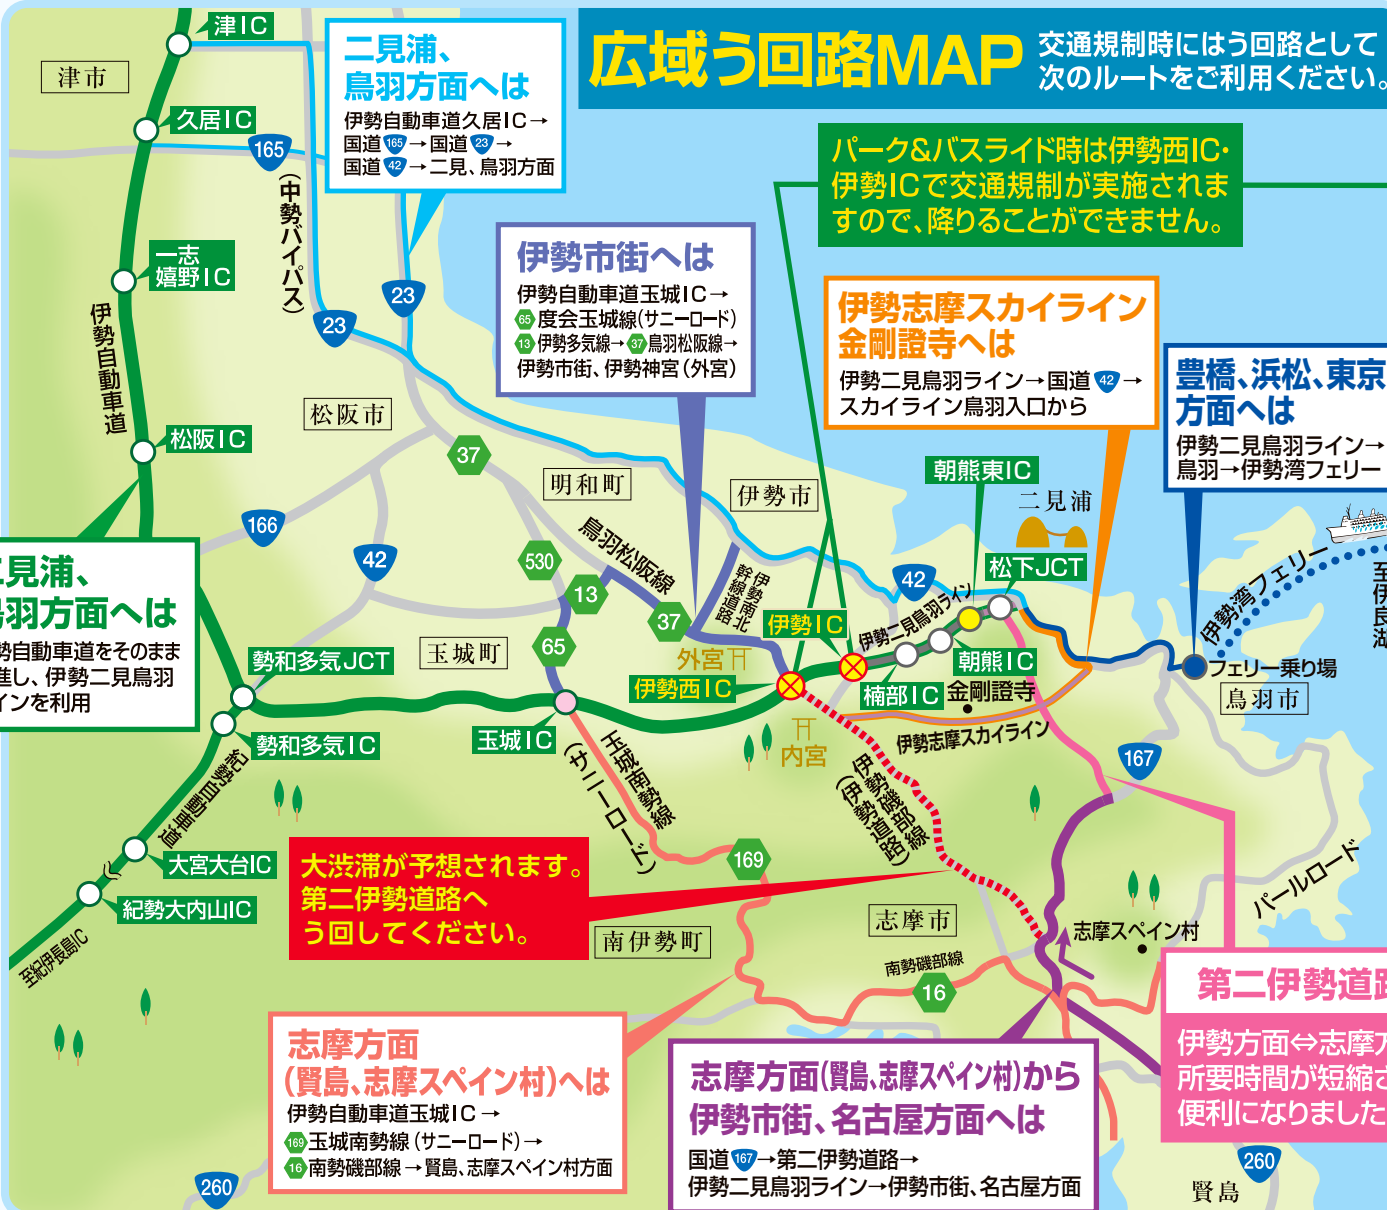 広域う回路MAP
交通規制時にはう回路として
次のルートをご利用ください。
パーク&バスライド時は伊勢西IC・
伊勢ICで交通規制が実施されま
すので、降りることができません。
二見浦、
鳥羽方面へは
伊勢自動車道久居IC→
国道165→国道23→
国道42→二見、鳥羽方面
伊勢市街へは
伊勢自動車道玉城IC→
65度会玉城線(サニーロード)
13伊勢多気線→37鳥羽松阪線→
伊勢市街、伊勢神宮(外宮)
伊勢志摩スカイライン
金剛證寺へは
伊勢二見鳥羽ライン→国道42→
スカイライン鳥羽入口から
豊橋、浜松、東京
方面へは
伊勢二見鳥羽ライン→
鳥羽→伊勢湾フェリー
見浦、
羽方面へは
自動車道をそのまま
進し、伊勢二見鳥羽
インを利用
大渋滞が予想されます。
第二伊勢道路へ
う回してください。
志摩方面
(賢島、志摩スペイン村)へは
伊勢自動車道玉城IC→
169玉城南勢線(サニーロード)→
16南勢磯部線→賢島、志摩スペイン村方面
志摩方面(賢島、志摩スペイン村)から
伊勢市街、名古屋方面へは
国道167→第二伊勢道路→
伊勢二見鳥羽ライン→伊勢市街、名古屋方面
第二伊勢道路
伊勢方面⇔志摩方
所要時間が短縮さ
便利になりました
津IC
津市
久居IC
165
(中勢バイパス)
一志
嬉野IC
伊勢自動車道
23
23
松阪市
松阪IC
37
166
42
明和町
伊勢市
530
13
鳥羽松阪線
37
65
伊勢南北
幹線道路
玉城町
外宮
伊勢IC
伊勢西IC
内宮
42
伊勢二見鳥羽ライン
朝熊東IC
二見浦
松下JCT
朝熊IC
楠部IC
金剛證寺
伊勢志摩スカイライン
伊勢湾フェリー
至伊良湖
フェリー乗り場
鳥羽市
勢和多気JCT
勢和多気IC
紀勢自動車道
玉城IC
玉城南勢線
(サニーロード)
伊勢磯部線
(伊勢道路)
167
大宮大台IC
紀勢大内山IC
至紀伊長島IC
169
南伊勢町
志摩市
南勢磯部線
16
志摩スペイン村
パールロード
260
260
賢島